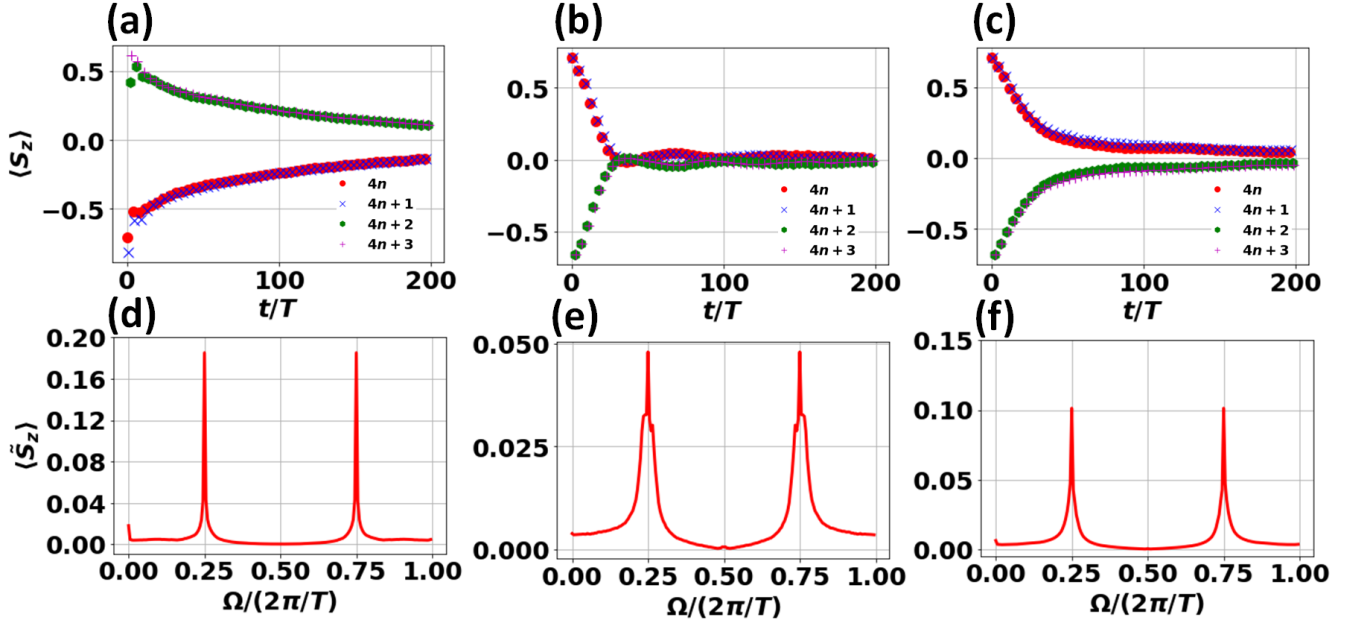 (a)
(b)
(c)
⟨S_z⟩
0.5
0.0
−0.5
4n
4n + 1
4n + 2
4n + 3
0
100
200
t/T
0.5
0.0
−0.5
4n
4n + 1
4n + 2
4n + 3
0
100
200
t/T
0.5
0.0
−0.5
4n
4n + 1
4n + 2
4n + 3
0
100
200
t/T
(d)
(e)
(f)
⟨S̃_z⟩
0.20
0.16
0.12
0.08
0.04
0.00
0.00 0.25 0.50 0.75 1.00
Ω/(2π/T)
0.050
0.025
0.000
0.00 0.25 0.50 0.75 1.00
Ω/(2π/T)
0.15
0.10
0.05
0.00
0.00 0.25 0.50 0.75 1.00
Ω/(2π/T)